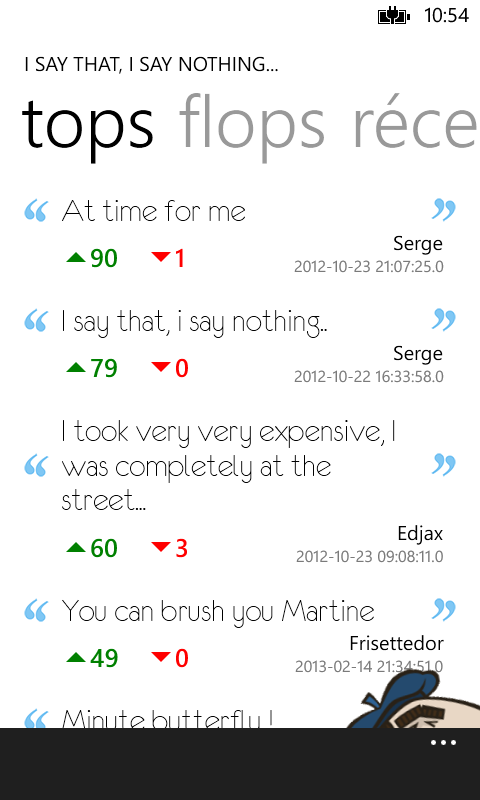 10:54
I SAY THAT, I SAY NOTHING...
tops flops réce
“ At time for me ”
90 1 Serge
2012-10-23 21:07:25.0
“ I say that, i say nothing.. ”
79 0 Serge
2012-10-22 16:33:58.0
I took very very expensive, I
“ was completely at the ”
street...
60 3 Edjax
2012-10-23 09:08:11.0
“ You can brush you Martine ”
49 0 Frisettedor
2013-02-14 21:34:51.0
“ Minute butterfly !